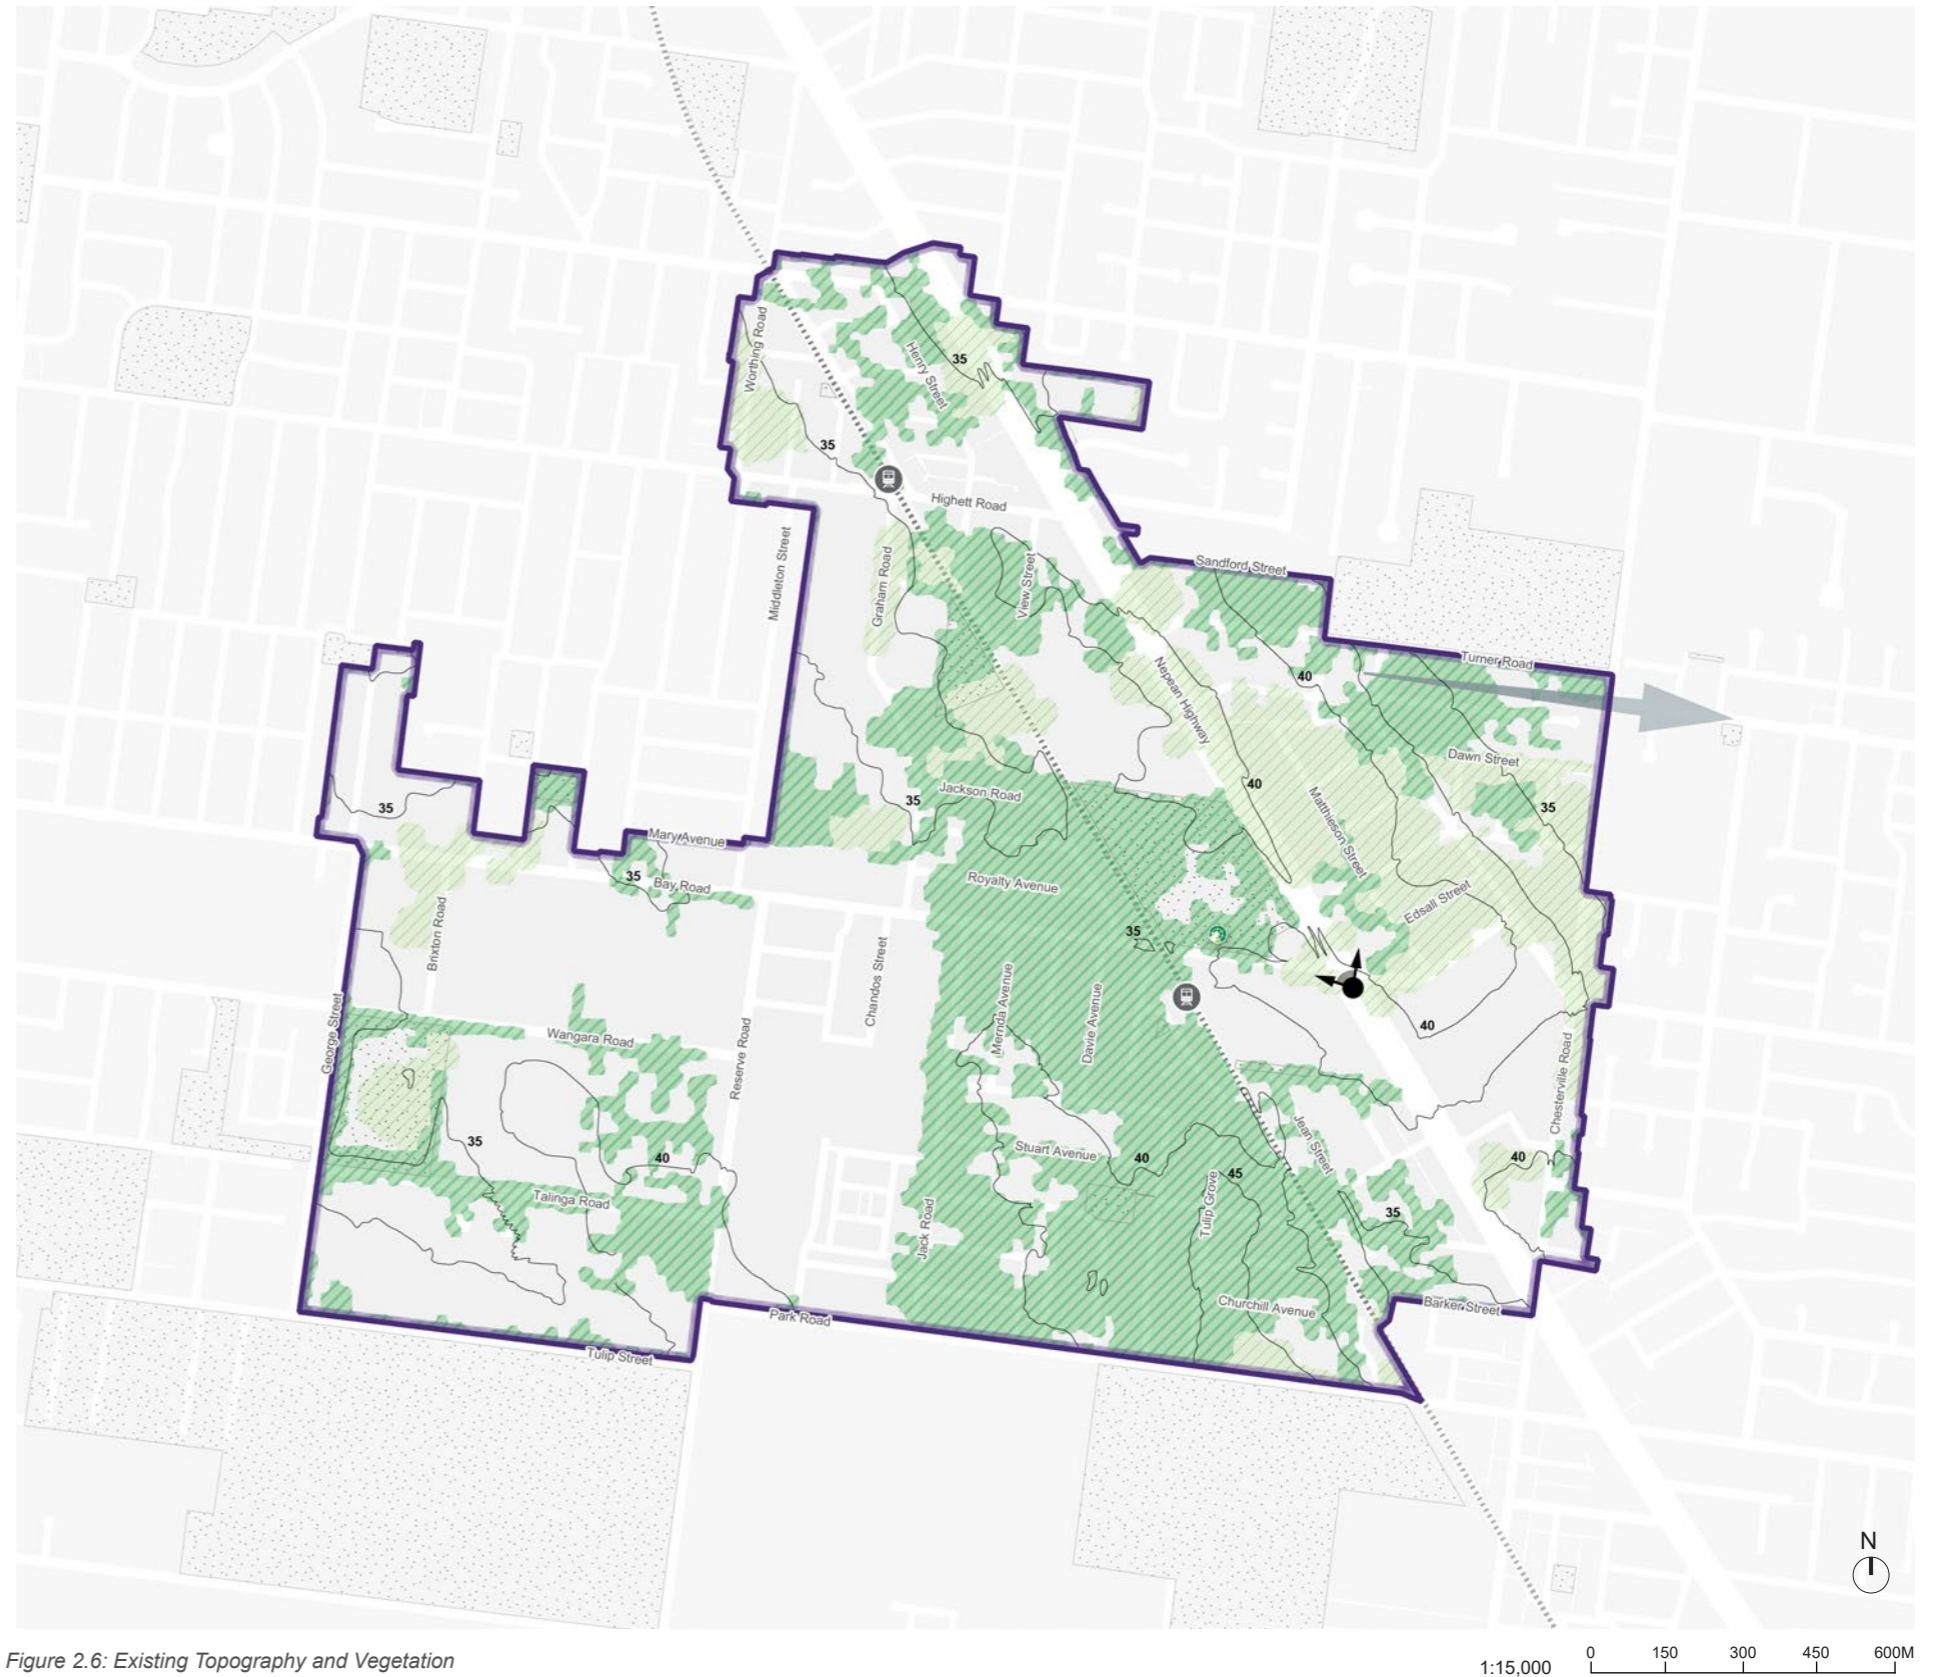 Worthing Road
Henry Street
35
35
Highett Road
Middleton Street
Graham Road
View Street
Sandford Street
Turner Road
Nepean Highway
40
40
Dawn Street
35
Matthieson Street
Jackson Road
35
35
Mary Avenue
35
Bay Road
Royalty Avenue
Edsall Street
Brixton Road
Chandos Street
35
George Street
Wangara Road
Reserve Road
Mernda Avenue
Davie Avenue
40
Chesterville Road
35
40
Stuart Avenue
40
45
Jean Street
40
Talinga Road
Jack Road
Tulip Grove
35
Churchill Avenue
Barker Street
Park Road
Tulip Street
N
Figure 2.6: Existing Topography and Vegetation
1:15,000
0 150 300 450 600M